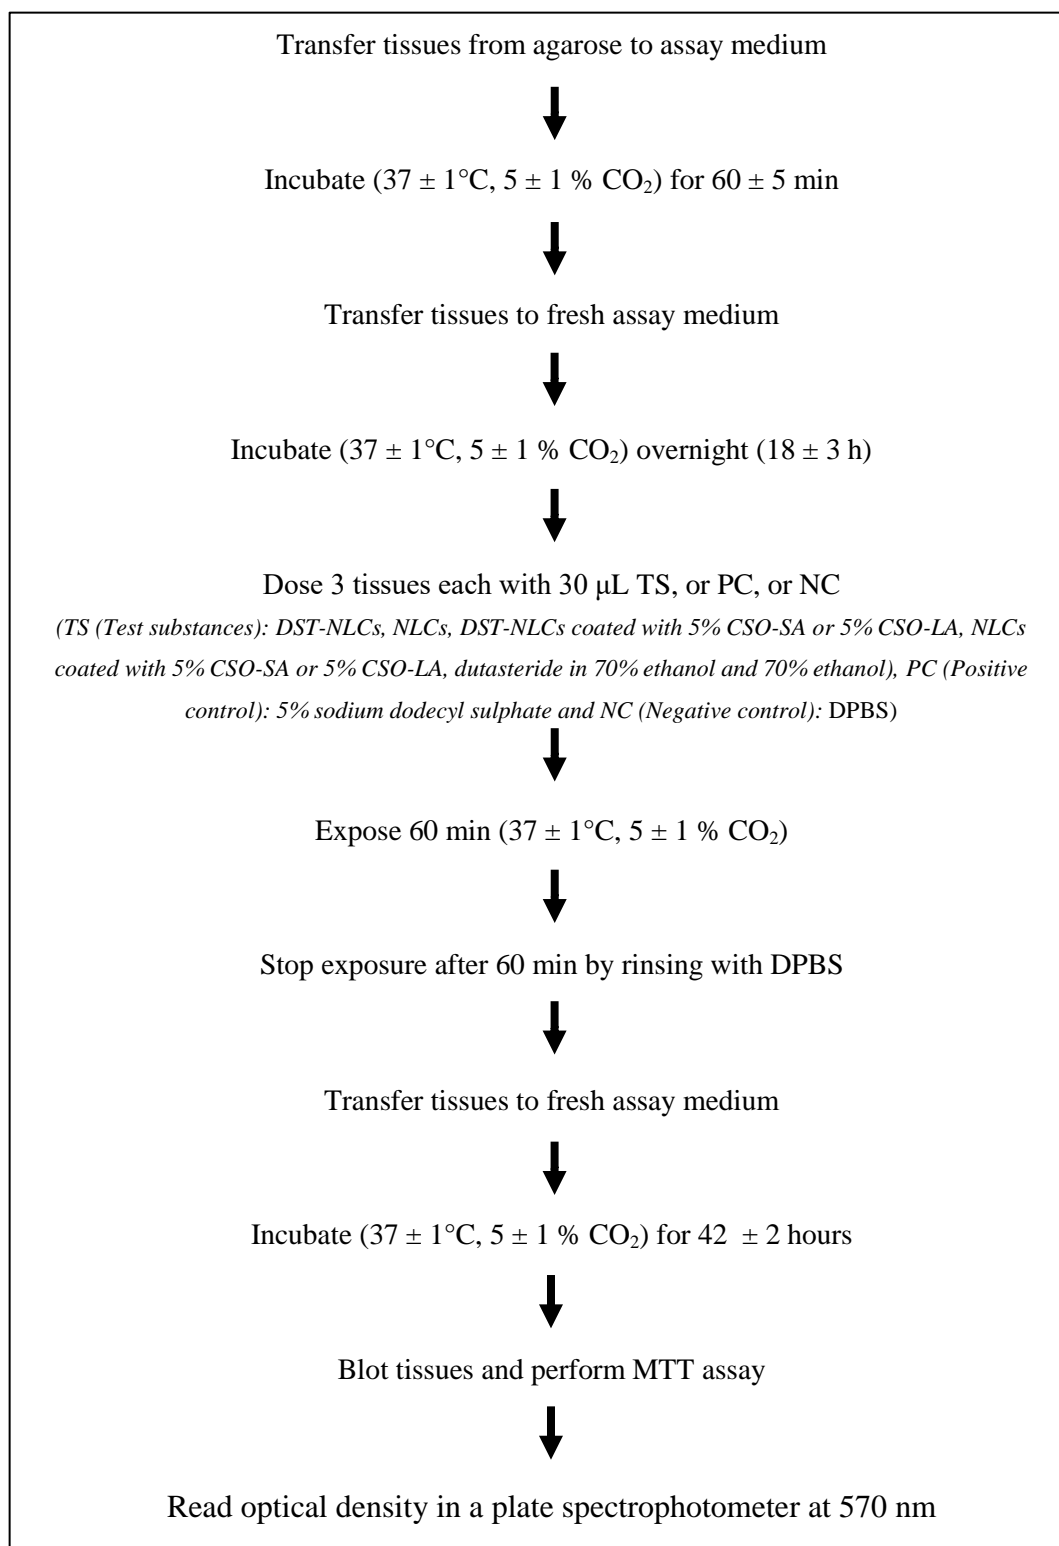 Transfer tissues from agarose to assay medium
Incubate (37 ± 1°C, 5 ± 1 % CO₂) for 60 ± 5 min
Transfer tissues to fresh assay medium
Incubate (37 ± 1°C, 5 ± 1 % CO₂) overnight (18 ± 3 h)
Dose 3 tissues each with 30 μL TS, or PC, or NC
(TS (Test substances): DST-NLCs, NLCs, DST-NLCs coated with 5% CSO-SA or 5% CSO-LA, NLCs
coated with 5% CSO-SA or 5% CSO-LA, dutasteride in 70% ethanol and 70% ethanol), PC (Positive
control): 5% sodium dodecyl sulphate and NC (Negative control): DPBS)
Expose 60 min (37 ± 1°C, 5 ± 1 % CO₂)
Stop exposure after 60 min by rinsing with DPBS
Transfer tissues to fresh assay medium
Incubate (37 ± 1°C, 5 ± 1 % CO₂) for 42 ± 2 hours
Blot tissues and perform MTT assay
Read optical density in a plate spectrophotometer at 570 nm